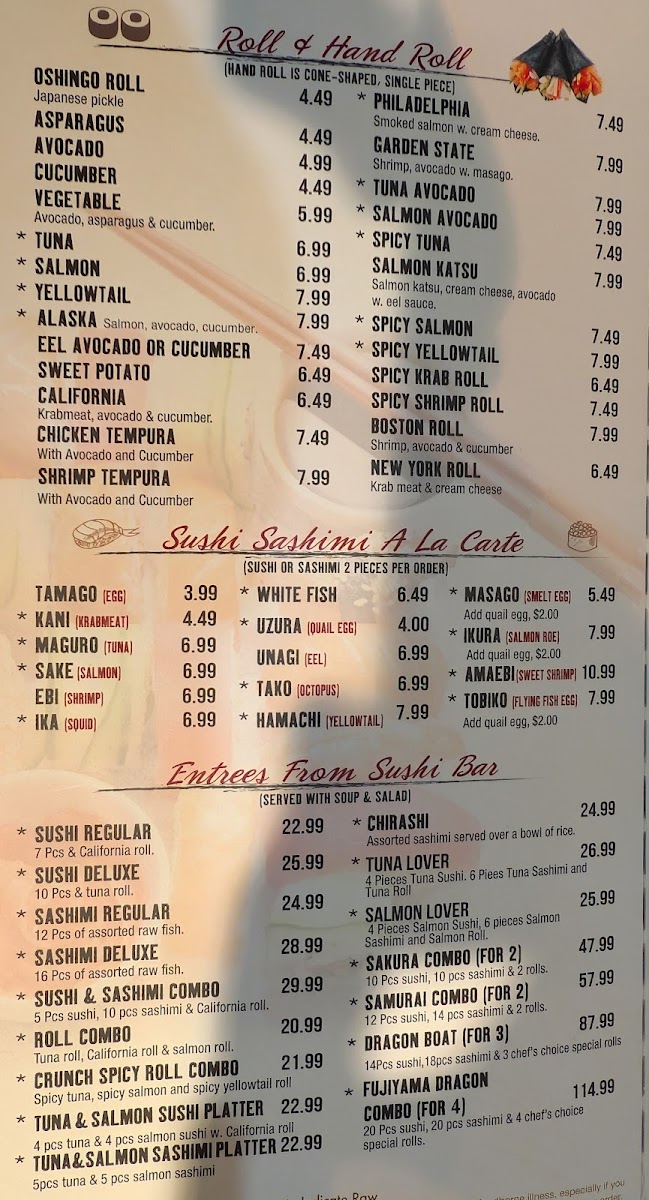 Roll & Hand Roll
(HAND ROLL IS CONE-SHAPED, SINGLE PIECE)
OSHINGO ROLL 4.49
Japanese pickle
ASPARAGUS 4.49
AVOCADO 4.99
CUCUMBER 4.49
VEGETABLE 5.99
Avocado, asparagus & cucumber.
* TUNA 6.99
* SALMON 6.99
* YELLOWTAIL 7.99
* ALASKA Salmon, avocado, cucumber. 7.99
EEL AVOCADO OR CUCUMBER 7.49
SWEET POTATO 6.49
CALIFORNIA 6.49
Krabmeat, avocado & cucumber.
CHICKEN TEMPURA 7.49
With Avocado and Cucumber
SHRIMP TEMPURA 7.99
With Avocado and Cucumber
* PHILADELPHIA 7.49
Smoked salmon w. cream cheese.
GARDEN STATE 7.99
Shrimp, avocado w. masago.
* TUNA AVOCADO 7.99
* SALMON AVOCADO 7.99
* SPICY TUNA 7.49
SALMON KATSU 7.99
Salmon katsu, cream cheese, avocado
w. eel sauce.
* SPICY SALMON 7.49
* SPICY YELLOWTAIL 7.99
SPICY KRAB ROLL 6.49
SPICY SHRIMP ROLL 7.49
BOSTON ROLL 7.99
Shrimp, avocado & cucumber
NEW YORK ROLL 6.49
Krab meat & cream cheese
Sushi Sashimi A La Carte
(SUSHI OR SASHIMI 2 PIECES PER ORDER)
TAMAGO (EGG) 3.99
* KANI (KRABMEAT) 4.49
* MAGURO (TUNA) 6.99
* SAKE (SALMON) 6.99
EBI (SHRIMP) 6.99
* IKA (SQUID) 6.99
* WHITE FISH 6.49
* UZURA (QUAIL EGG) 4.00
UNAGI (EEL) 6.99
* TAKO (OCTOPUS) 6.99
* HAMACHI (YELLOWTAIL) 7.99
* MASAGO (SMELT EGG) 5.49
Add quail egg, $2.00
* IKURA (SALMON ROE) 7.99
Add quail egg, $2.00
* AMAEBI (SWEET SHRIMP) 10.99
* TOBIKO (FLYING FISH EGG) 7.99
Add quail egg, $2.00
Entrees From Sushi Bar
(SERVED WITH SOUP & SALAD)
* SUSHI REGULAR 22.99
7 Pcs & California roll.
* SUSHI DELUXE 25.99
10 Pcs & tuna roll.
* SASHIMI REGULAR 24.99
12 Pcs of assorted raw fish.
* SASHIMI DELUXE 28.99
16 Pcs of assorted raw fish.
* SUSHI & SASHIMI COMBO 29.99
5 Pcs sushi, 10 pcs sashimi & California roll.
* ROLL COMBO 20.99
Tuna roll, California roll & salmon roll.
* CRUNCH SPICY ROLL COMBO 21.99
Spicy tuna, spicy salmon and spicy yellowtail roll
* TUNA & SALMON SUSHI PLATTER 22.99
4 pcs tuna & 4 pcs salmon sushi w. California roll
* TUNA&SALMON SASHIMI PLATTER 22.99
5pcs tuna & 5 pcs salmon sashimi
* CHIRASHI 24.99
Assorted sashimi served over a bowl of rice.
* TUNA LOVER 26.99
4 Pieces Tuna Sushi. 6 Piees Tuna Sashimi and
Tuna Roll
* SALMON LOVER 25.99
4 Pieces Salmon Sushi, 6 pieces Salmon
Sashimi and Salmon Roll.
* SAKURA COMBO (FOR 2) 47.99
10 Pcs sushi, 10 pcs sashimi & 2 rolls.
* SAMURAI COMBO (FOR 2) 57.99
12 Pcs sushi, 14 pcs sashimi & 2 rolls.
* DRAGON BOAT (FOR 3) 87.99
14Pcs sushi,18pcs sashimi & 3 chef's choice special rolls
* FUJIYAMA DRAGON
COMBO (FOR 4) 114.99
20 Pcs sushi, 20 pcs sashimi & 4 chef's choice
special rolls.
Raw
illness, especially if you